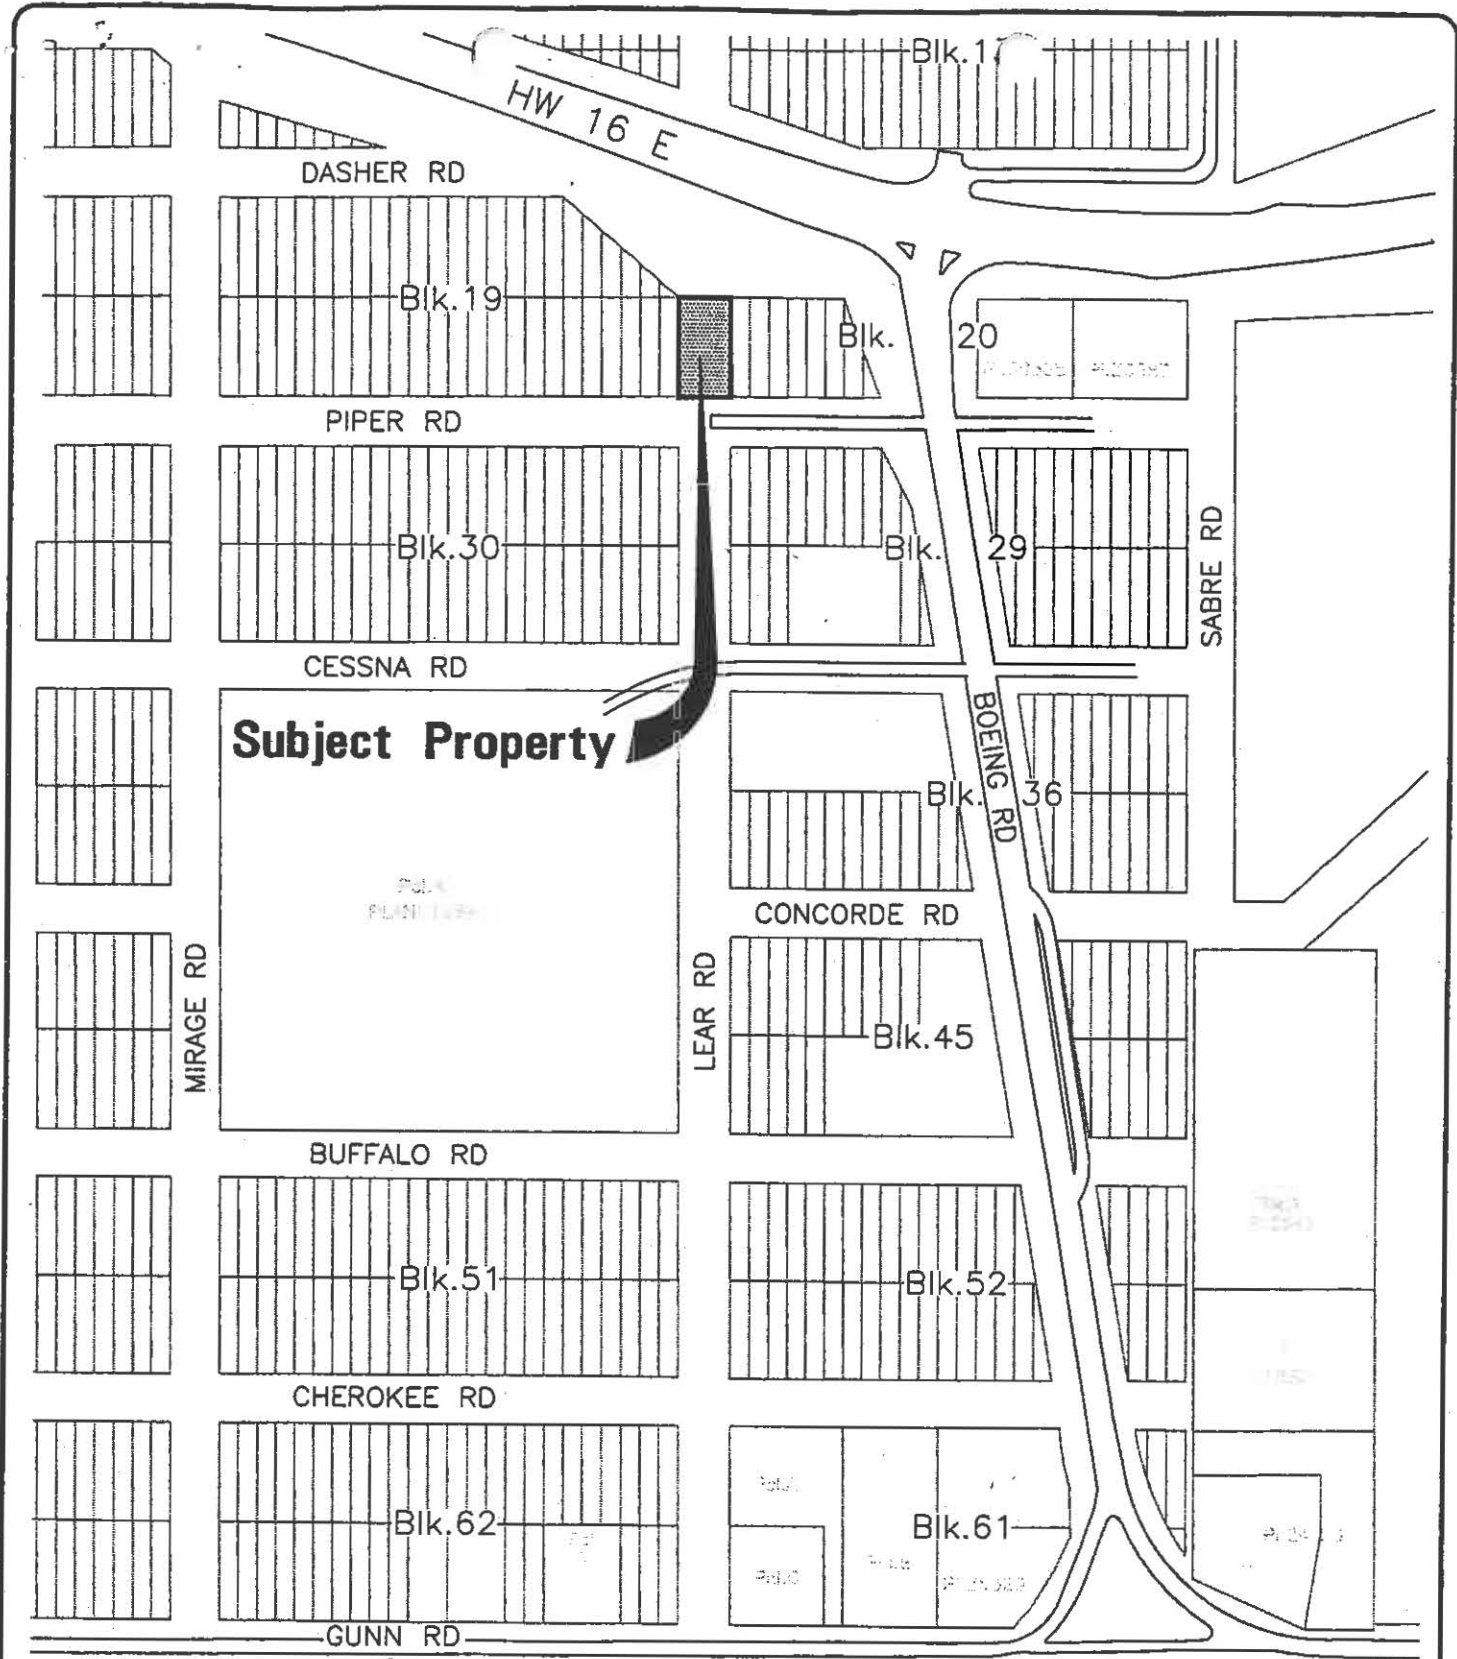 Blk.1
HW 16 E
DASHER RD
Blk.19
Blk. 20
PIPER RD
Blk.30
Blk. 29
SABRE RD
CESSNA RD
Subject Property
BOEING RD
Blk. 36
CONCORDE RD
MIRAGE RD
LEAR RD
Blk.45
BUFFALO RD
Blk.51
Blk.52
CHEROKEE RD
Blk.62
Blk.61
GUNN RD